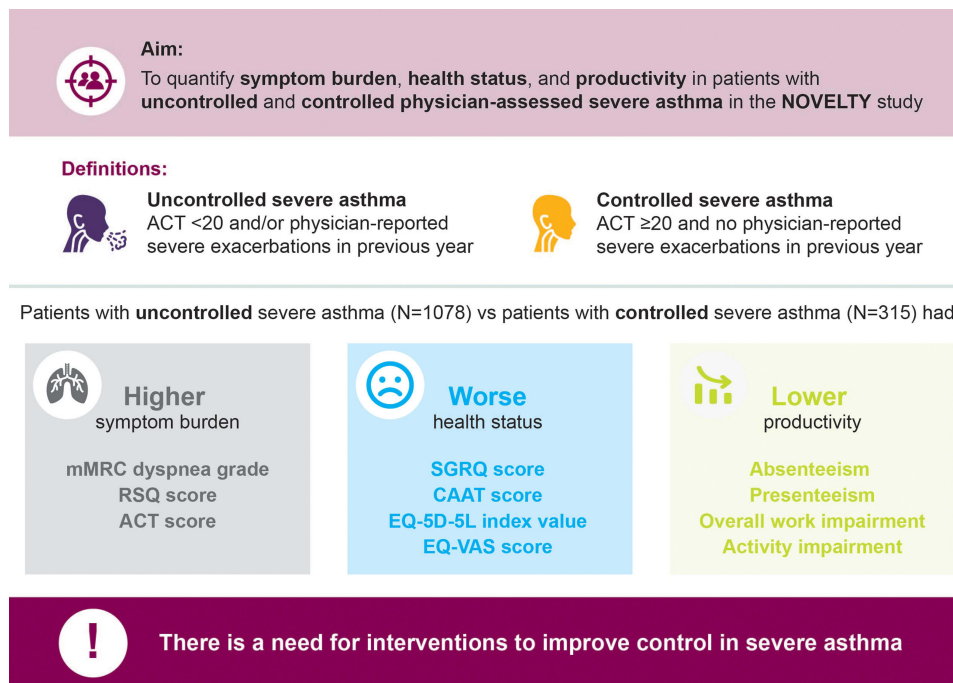 Aim:
To quantify symptom burden, health status, and productivity in patients with
uncontrolled and controlled physician-assessed severe asthma in the NOVELTY study
Definitions:
Uncontrolled severe asthma
ACT <20 and/or physician-reported
severe exacerbations in previous year
Controlled severe asthma
ACT ≥20 and no physician-reported
severe exacerbations in previous year
Patients with uncontrolled severe asthma (N=1078) vs patients with controlled severe asthma (N=315) had
Higher
symptom burden
mMRC dyspnea grade
RSQ score
ACT score
Worse
health status
SGRQ score
CAAT score
EQ-5D-5L index value
EQ-VAS score
Lower
productivity
Absenteeism
Presenteeism
Overall work impairment
Activity impairment
! There is a need for interventions to improve control in severe asthma